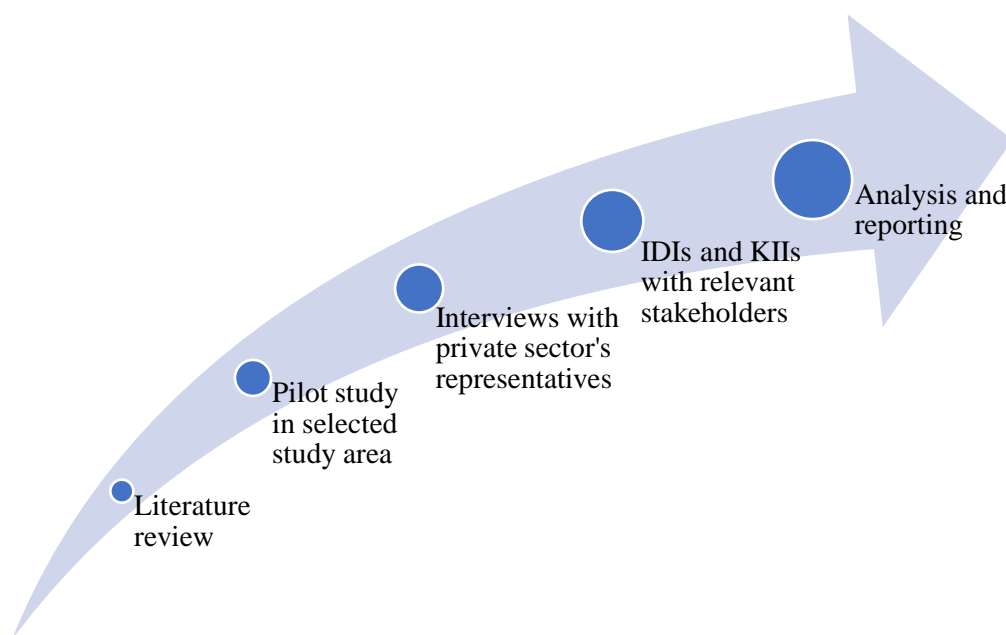 Literature
review
Pilot study
in selected
study area
Interviews with
private sector's
representatives
IDIs and KIIs
with relevant
stakeholders
Analysis and
reporting